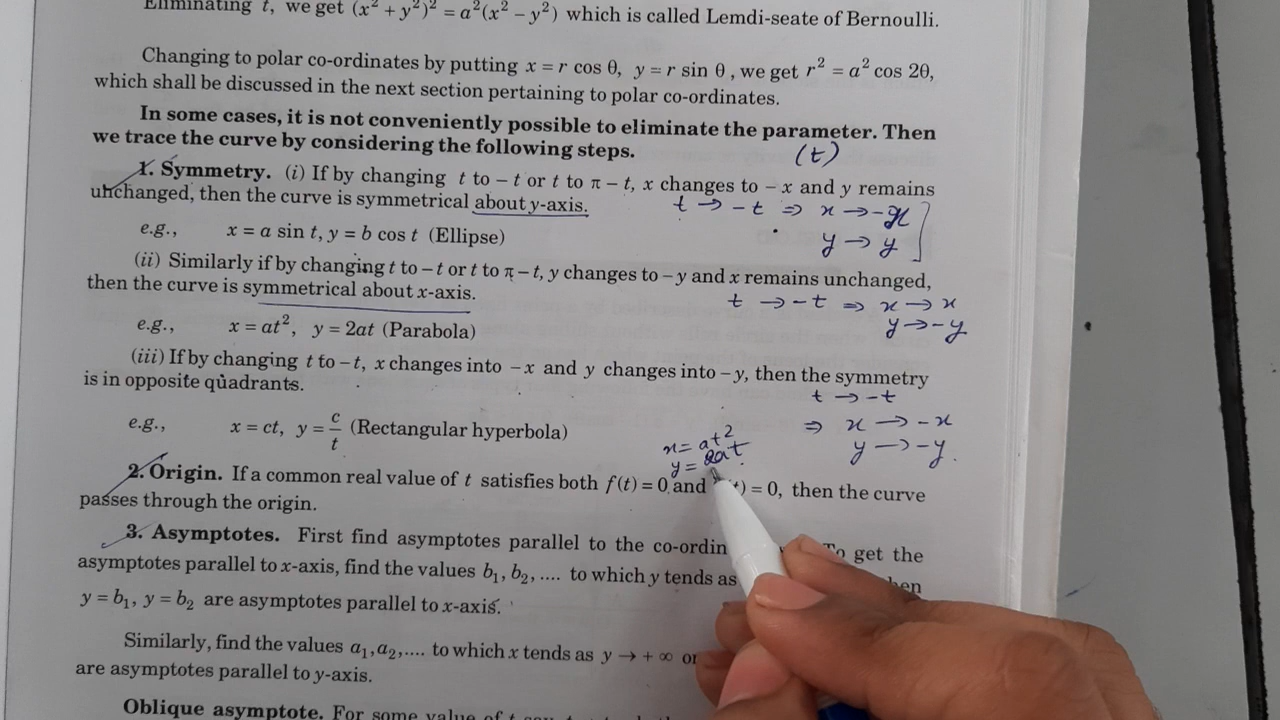 Eliminating t, we get (x² + y²)² = a²(x² – y²) which is called Lemdi-seate of Bernoulli.
Changing to polar co-ordinates by putting x = r cos θ, y = r sin θ , we get r² = a² cos 2θ,
which shall be discussed in the next section pertaining to polar co-ordinates.
In some cases, it is not conveniently possible to eliminate the parameter. Then
we trace the curve by considering the following steps.
(t)
1. Symmetry. (i) If by changing t to – t or t to π – t, x changes to – x and y remains
unchanged, then the curve is symmetrical about y-axis.
t → -t ⇒ x → -x
e.g., x = a sin t, y = b cos t (Ellipse)
y → y
(ii) Similarly if by changing t to – t or t to π – t, y changes to – y and x remains unchanged,
then the curve is symmetrical about x-axis.
t → -t ⇒ x → x
e.g., x = at², y = 2at (Parabola)
y → -y
(iii) If by changing t to – t, x changes into – x and y changes into – y, then the symmetry
is in opposite quadrants.
t → -t
e.g., x = ct, y = c/t (Rectangular hyperbola)
⇒ x → -x
y → -y.
x = at²
y = 2at
2. Origin. If a common real value of t satisfies both f(t) = 0 and (t) = 0, then the curve
passes through the origin.
3. Asymptotes. First find asymptotes parallel to the To get the
asymptotes parallel to x-axis, find the values b₁, b₂, .... to which y tends as
y = b₁, y = b₂ are asymptotes parallel to x-axis.
Similarly, find the values a₁, a₂,.... to which x tends as y → + ∞ or
are asymptotes parallel to y-axis.
Oblique asymptote. For some value of t